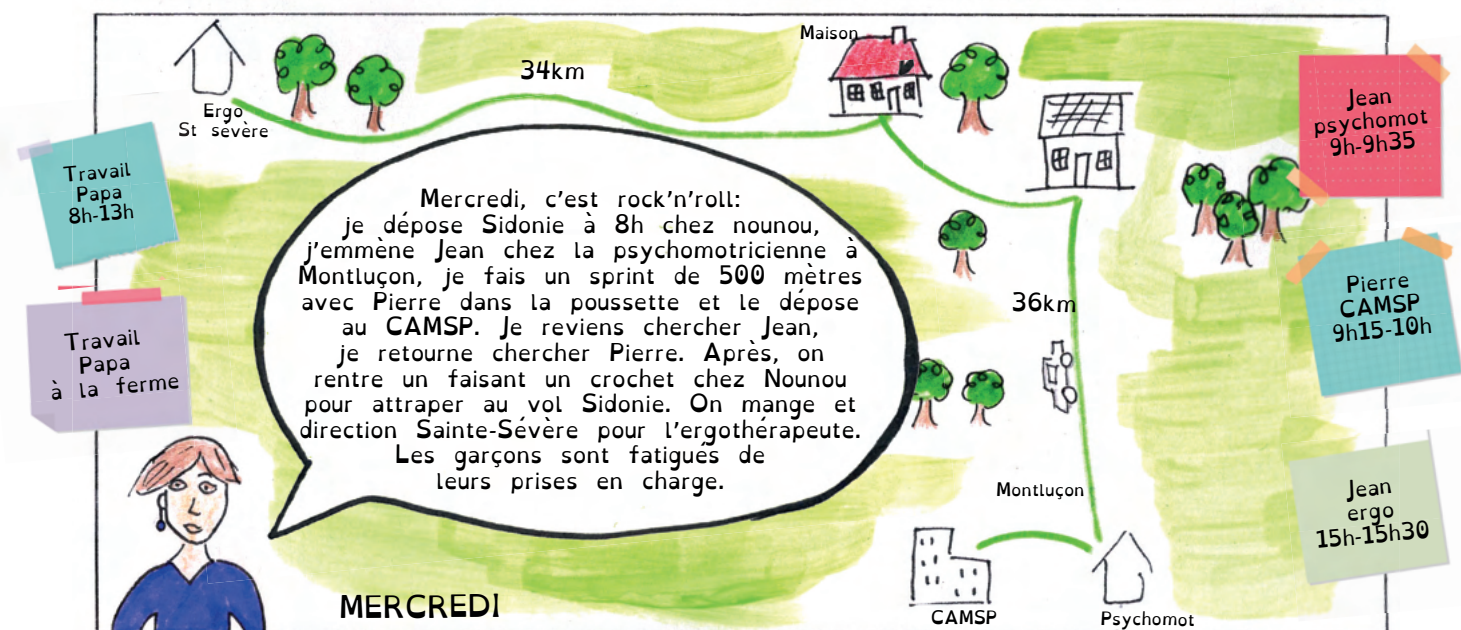 Maison
34km
Ergo
St sevère
Jean
psychomot
9h-9h35
Travail
Papa
8h-13h
Mercredi, c'est rock'n'roll:
je dépose Sidonie à 8h chez nounou,
j'emmène Jean chez la psychomotricienne à
Montluçon, je fais un sprint de 500 mètres
avec Pierre dans la poussette et le dépose
au CAMSP. Je reviens chercher Jean,
je retourne chercher Pierre. Après, on
rentre un faisant un crochet chez Nounou
pour attraper au vol Sidonie. On mange et
direction Sainte-Sévère pour l'ergothérapeute.
Les garçons sont fatigués de
leurs prises en charge.
36km
Pierre
CAMSP
9h15-10h
Travail
Papa
à la ferme
Montluçon
Jean
ergo
15h-15h30
MERCREDI
CAMSP
Psychomot